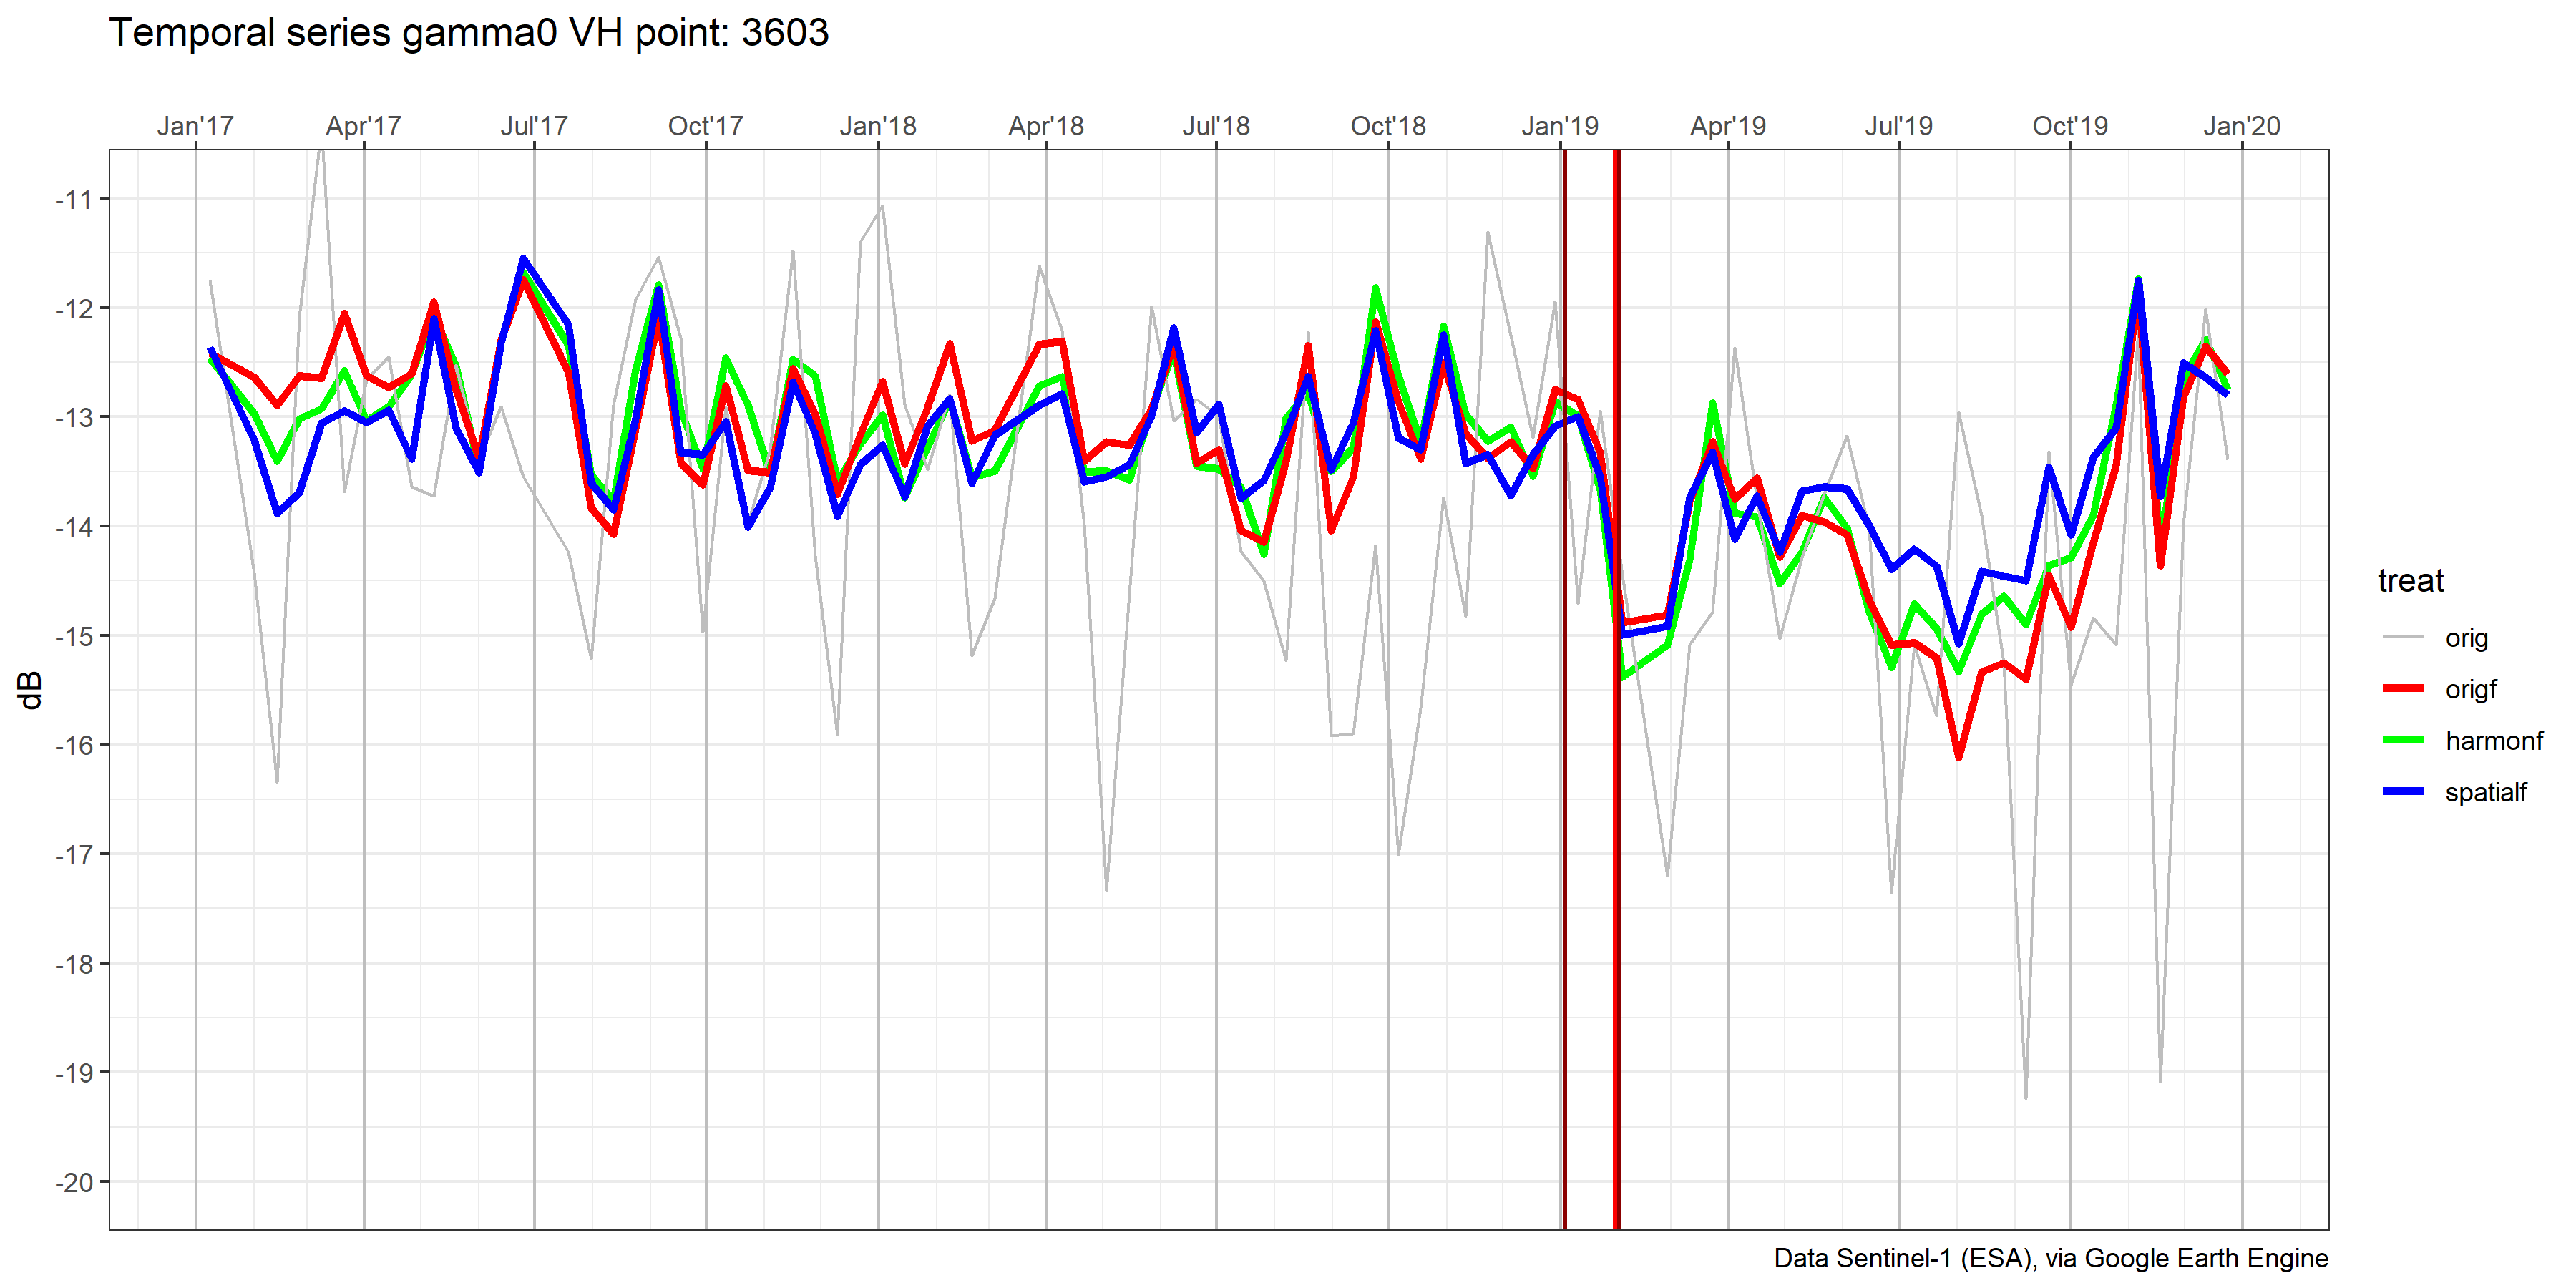 Temporal series gamma0 VH point: 3603
Jan'17 Apr'17 Jul'17 Oct'17 Jan'18 Apr'18 Jul'18 Oct'18 Jan'19 Apr'19 Jul'19 Oct'19 Jan'20
-11
-12
-13
-14
-15
-16
-17
-18
-19
-20
dB
treat
orig
origf
harmonf
spatialf
Data Sentinel-1 (ESA), via Google Earth Engine